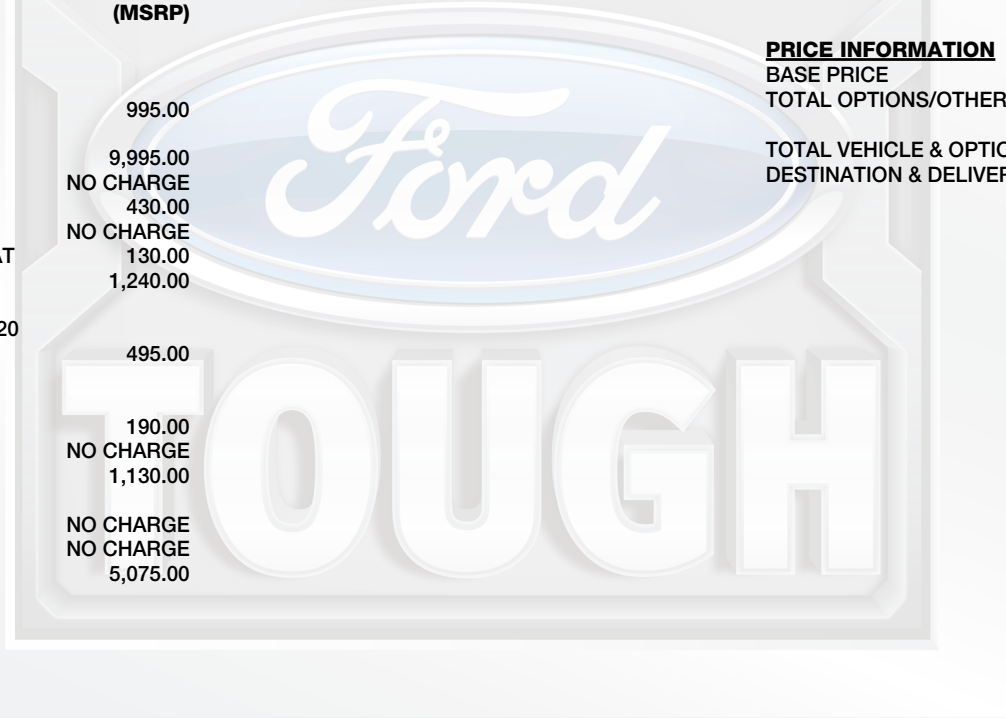 (MSRP)
995.00
9,995.00
NO CHARGE
430.00
NO CHARGE
AT
130.00
1,240.00
20
495.00
190.00
NO CHARGE
1,130.00
NO CHARGE
NO CHARGE
5,075.00
PRICE INFORMATION
BASE PRICE
TOTAL OPTIONS/OTHER
TOTAL VEHICLE & OPTIO
DESTINATION & DELIVER
Ford
TOUGH